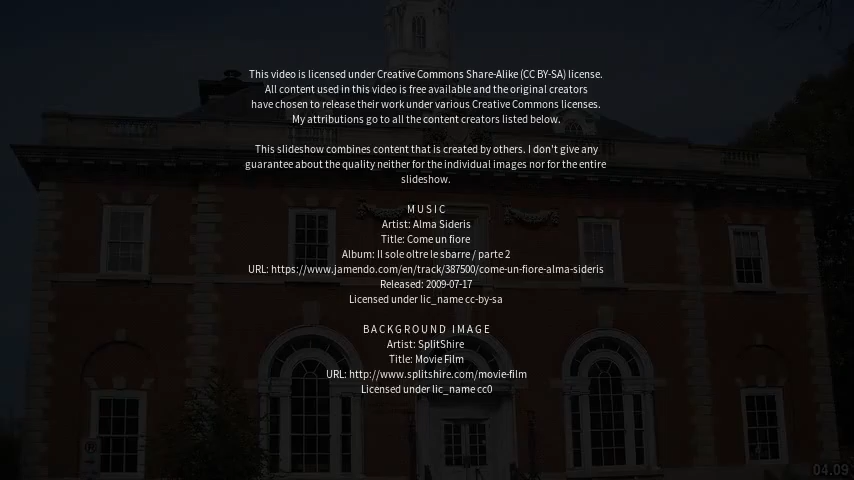 This video is licensed under Creative Commons Share-Alike (CC BY-SA) license.
All content used in this video is free available and the original creators
have chosen to release their work under various Creative Commons licenses.
My attributions go to all the content creators listed below.
This slideshow combines content that is created by others. I don't give any
guarantee about the quality neither for the individual images nor for the entire
slideshow.
MUSIC
Artist: Alma Sideris
Title: Come un fiore
Album: Il sole oltre le sbarre / parte 2
URL: https://www.jamendo.com/en/track/387500/come-un-fiore-alma-sideris
Released: 2009-07-17
Licensed under lic_name cc-by-sa
BACKGROUND IMAGE
Artist: SplitShire
Title: Movie Film
URL: http://www.splitshire.com/movie-film
Licensed under lic_name cc0
04.09